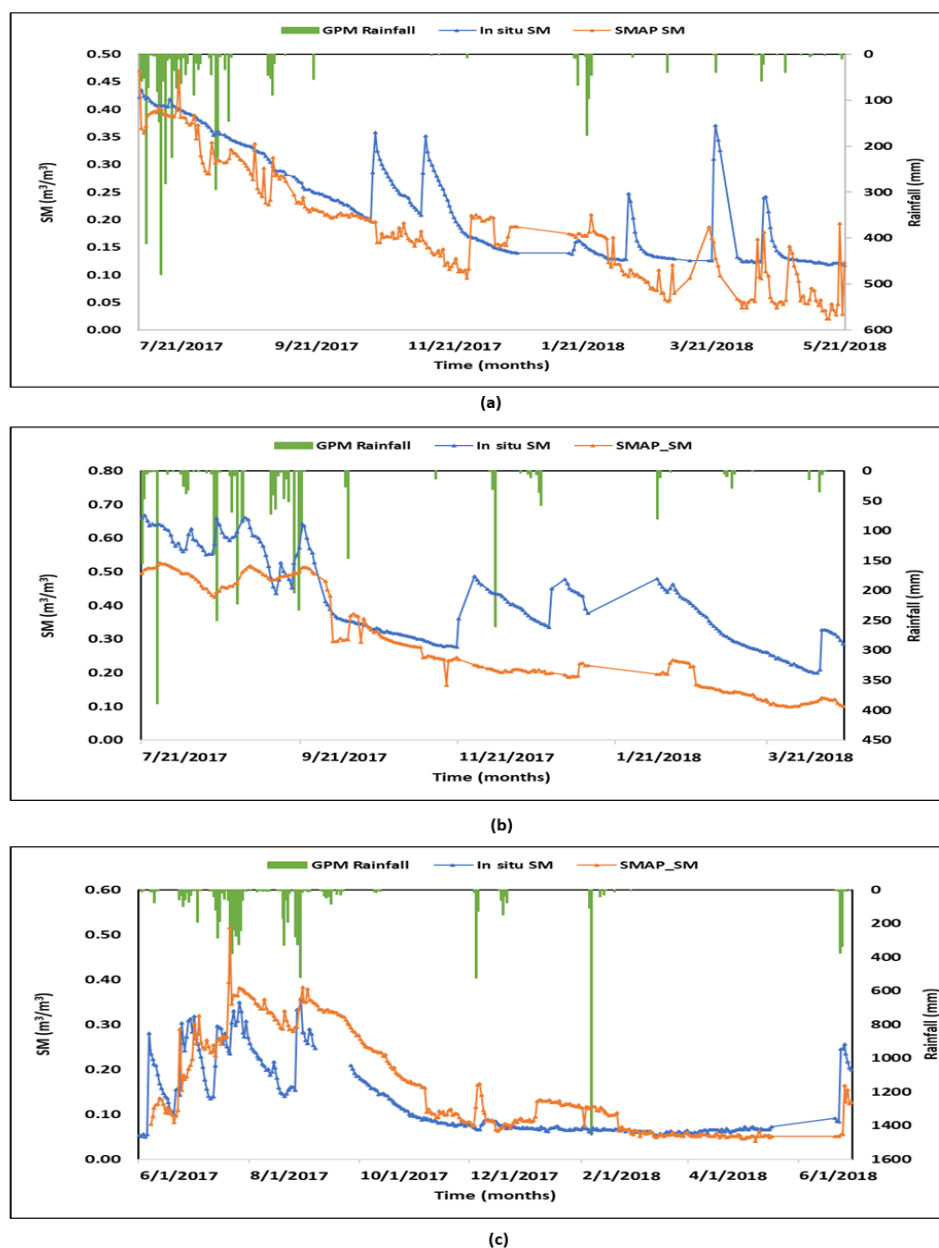 GPM Rainfall In situ SM SMAP SM
0.50
0.45
0.40
0.35
0.30
0.25
0.20
0.15
0.10
0.05
0.00
SM (m³/m³)
0
100
200
300
400
500
600
Rainfall (mm)
7/21/2017 9/21/2017 11/21/2017 1/21/2018 3/21/2018 5/21/2018
Time (months)
(a)
GPM Rainfall In situ SM SMAP_SM
0.80
0.70
0.60
0.50
0.40
0.30
0.20
0.10
0.00
SM (m³/m³)
0
50
100
150
200
250
300
350
400
450
Rainfall (mm)
7/21/2017 9/21/2017 11/21/2017 1/21/2018 3/21/2018
Time (months)
(b)
GPM Rainfall In situ SM SMAP_SM
0.60
0.50
0.40
0.30
0.20
0.10
0.00
SM (m³/m³)
0
200
400
600
800
1000
1200
1400
1600
Rainfall (mm)
6/1/2017 8/1/2017 10/1/2017 12/1/2017 2/1/2018 4/1/2018 6/1/2018
Time (months)
(c)